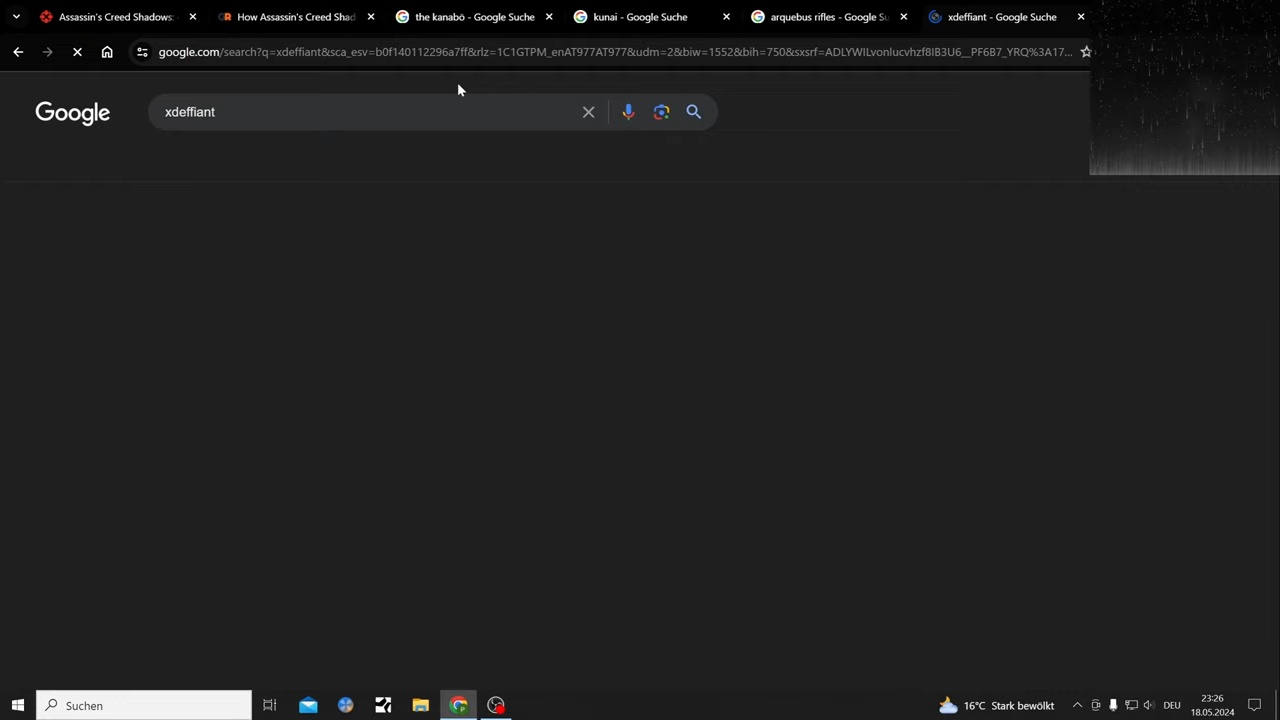 Assassin's Creed Shadows:
How Assassin's Creed Shad
the kanabō - Google Suche
kunai - Google Suche
arquebus rifles - Google Su
xdeffiant - Google Suche
google.com/search?q=xdeffiant&sca_esv=b0f140112296a7ff&rlz=1C1GTPM_enAT977AT977&udm=2&biw=1552&bih=750&sxsrf=ADLYWILvonlucvhzf8IB3U6__PF6B7_YRQ%3A17...
Google
xdeffiant
Suchen
16°C Stark bewölkt
DEU
23:26
18.05.2024